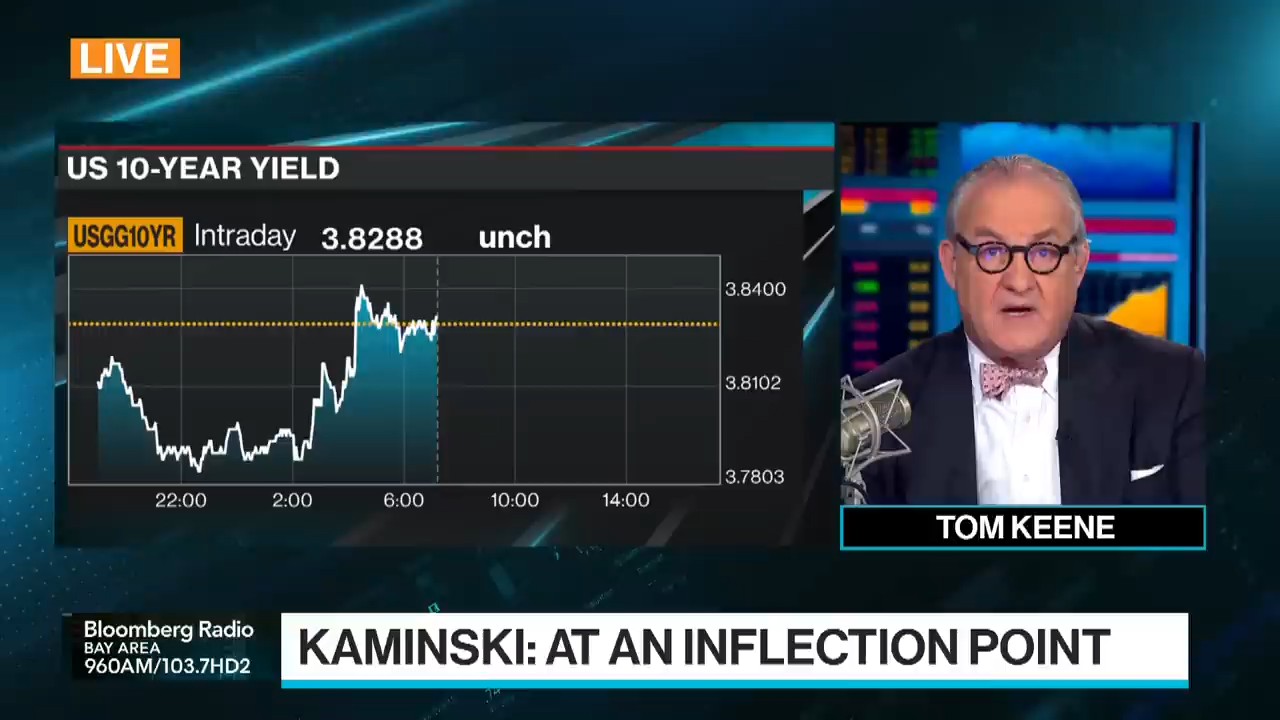 LIVE
US 10-YEAR YIELD
USGG10YR Intraday 3.8288 unch
3.8400
3.8102
3.7803
22:00 2:00 6:00 10:00 14:00
TOM KEENE
Bloomberg Radio
BAY AREA
960AM/103.7HD2
KAMINSKI: AT AN INFLECTION POINT